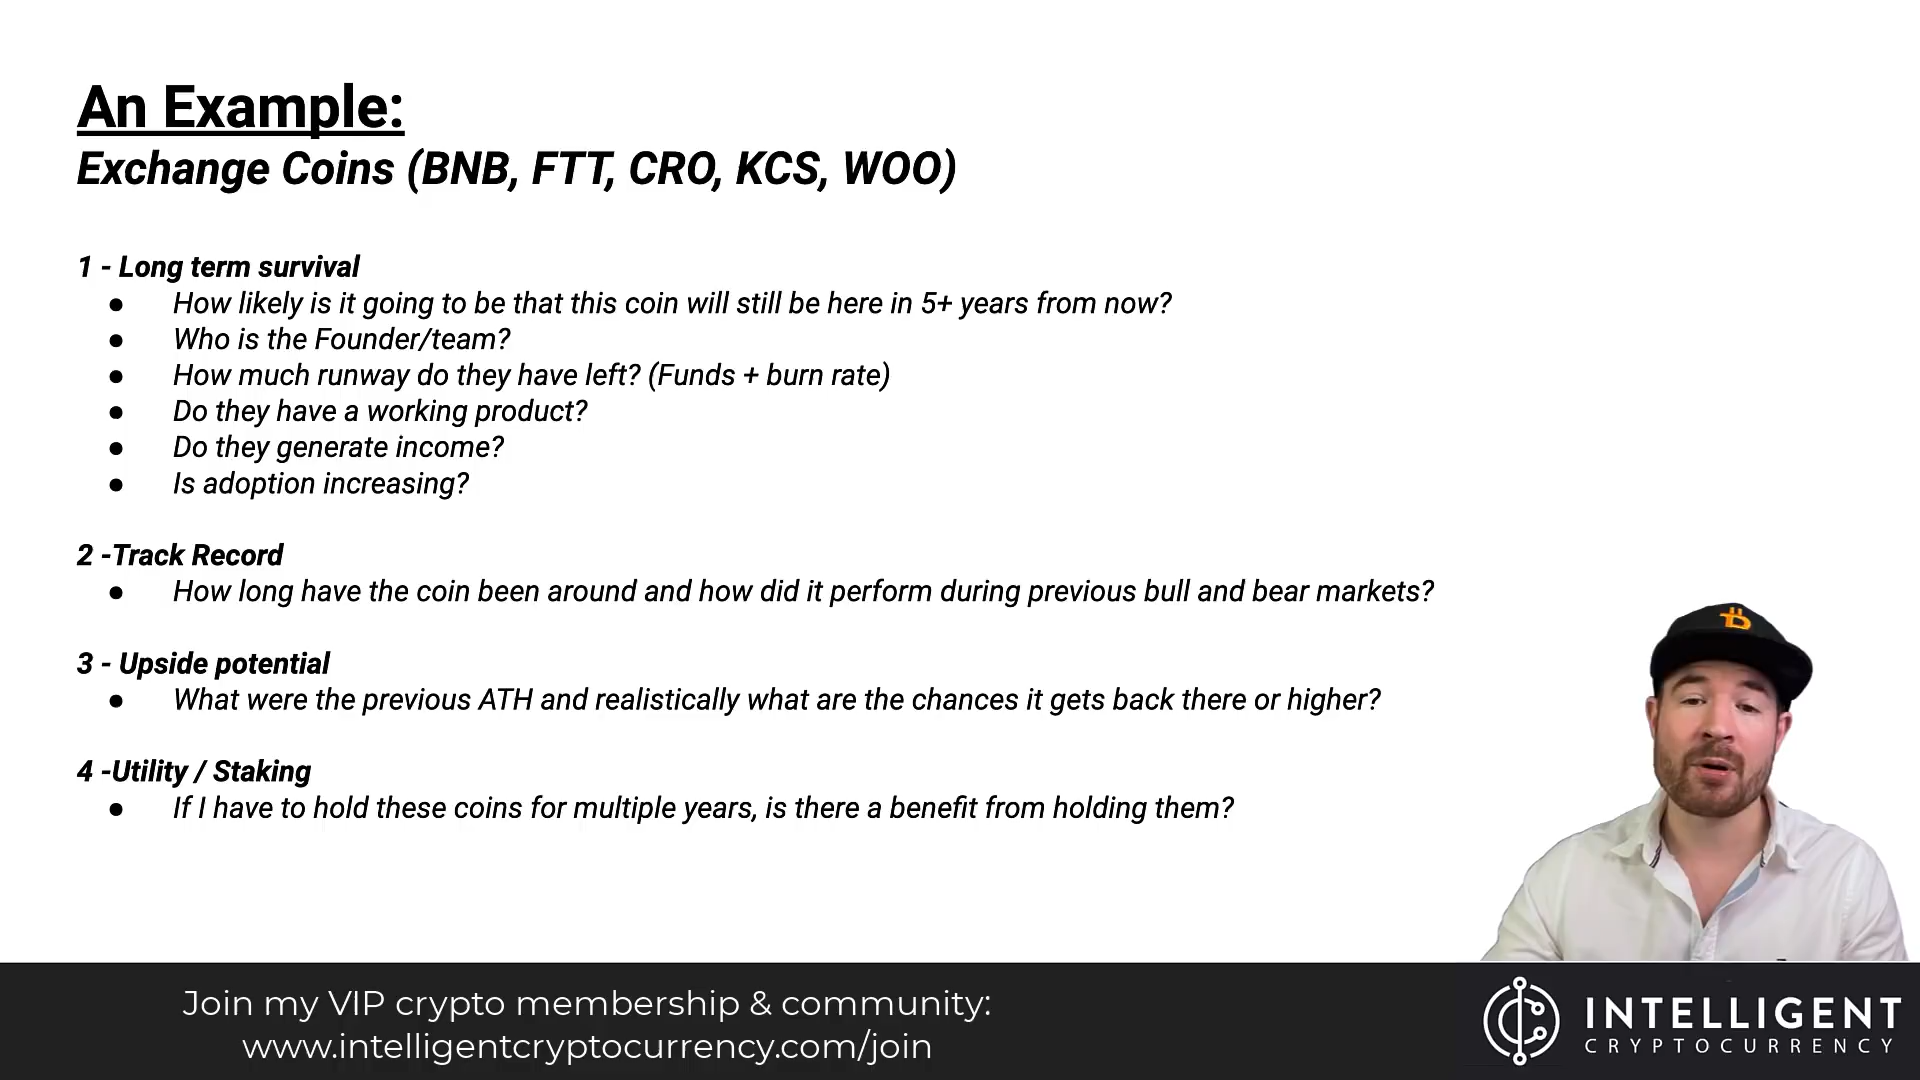 An Example:
Exchange Coins (BNB, FTT, CRO, KCS, WOO)
1 - Long term survival
● How likely is it going to be that this coin will still be here in 5+ years from now?
● Who is the Founder/team?
● How much runway do they have left? (Funds + burn rate)
● Do they have a working product?
● Do they generate income?
● Is adoption increasing?
2 -Track Record
● How long have the coin been around and how did it perform during previous bull and bear markets?
3 - Upside potential
● What were the previous ATH and realistically what are the chances it gets back there or higher?
4 -Utility / Staking
● If I have to hold these coins for multiple years, is there a benefit from holding them?
Join my VIP crypto membership & community:
www.intelligentcryptocurrency.com/join
INTELLIGENT
CRYPTOCURRENCY